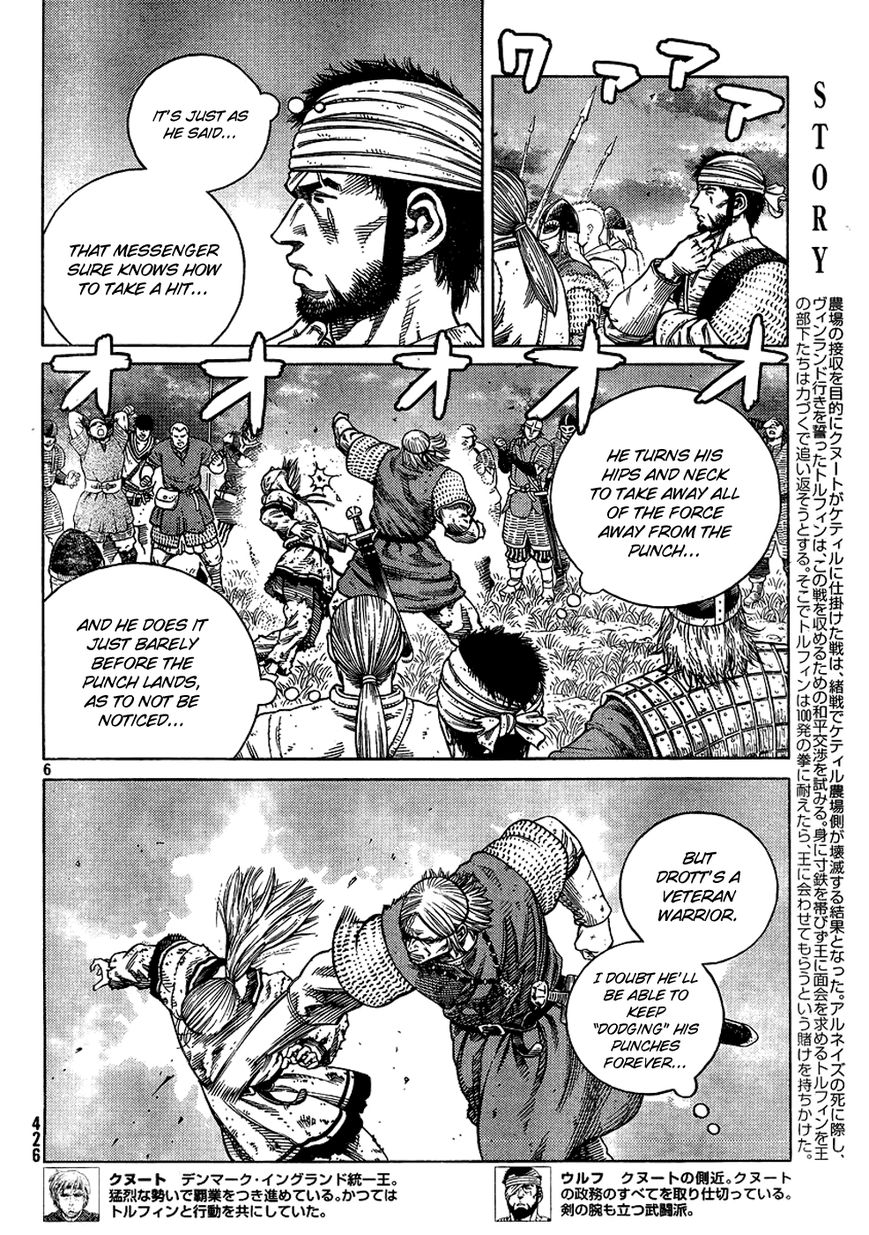 クァアァ
STORY
農場の接収を目的にクヌートがケティルに仕掛けた戦は、緒戦でケティル農場側が壊滅する結果となった。アルネイズの死に際し、
ヴィンランド行きを誓ったトルフィンは、この戦を収めるための和平交渉を試みる。身に寸鉄を帯びず王に面会を求めるトルフィンを王
の部下たちは力づくで追い返そうとする。そこでトルフィンは100発の拳に耐えたら、王に会わせてもらうという賭けを持ちかけた。
IT'S JUST AS
HE SAID...
THAT MESSENGER
SURE KNOWS HOW
TO TAKE A HIT...
オオオオオ
HE TURNS HIS
HIPS AND NECK
TO TAKE AWAY ALL
OF THE FORCE
AWAY FROM THE
PUNCH...
AND HE DOES IT
JUST BARELY
BEFORE THE
PUNCH LANDS,
AS TO NOT BE
NOTICED...
6
BUT
DROTT'S A
VETERAN
WARRIOR.
I DOUBT HE'LL
BE ABLE TO
KEEP
"DODGING" HIS
PUNCHES
FOREVER...
426
クヌート デンマーク・イングランド統一王。
猛烈な勢いで覇業をつき進めている。かつては
トルフィンと行動を共にしていた。
ウルフ クヌートの側近。クヌート
の政務のすべてを取り仕切っている。
剣の腕も立つ武闘派。